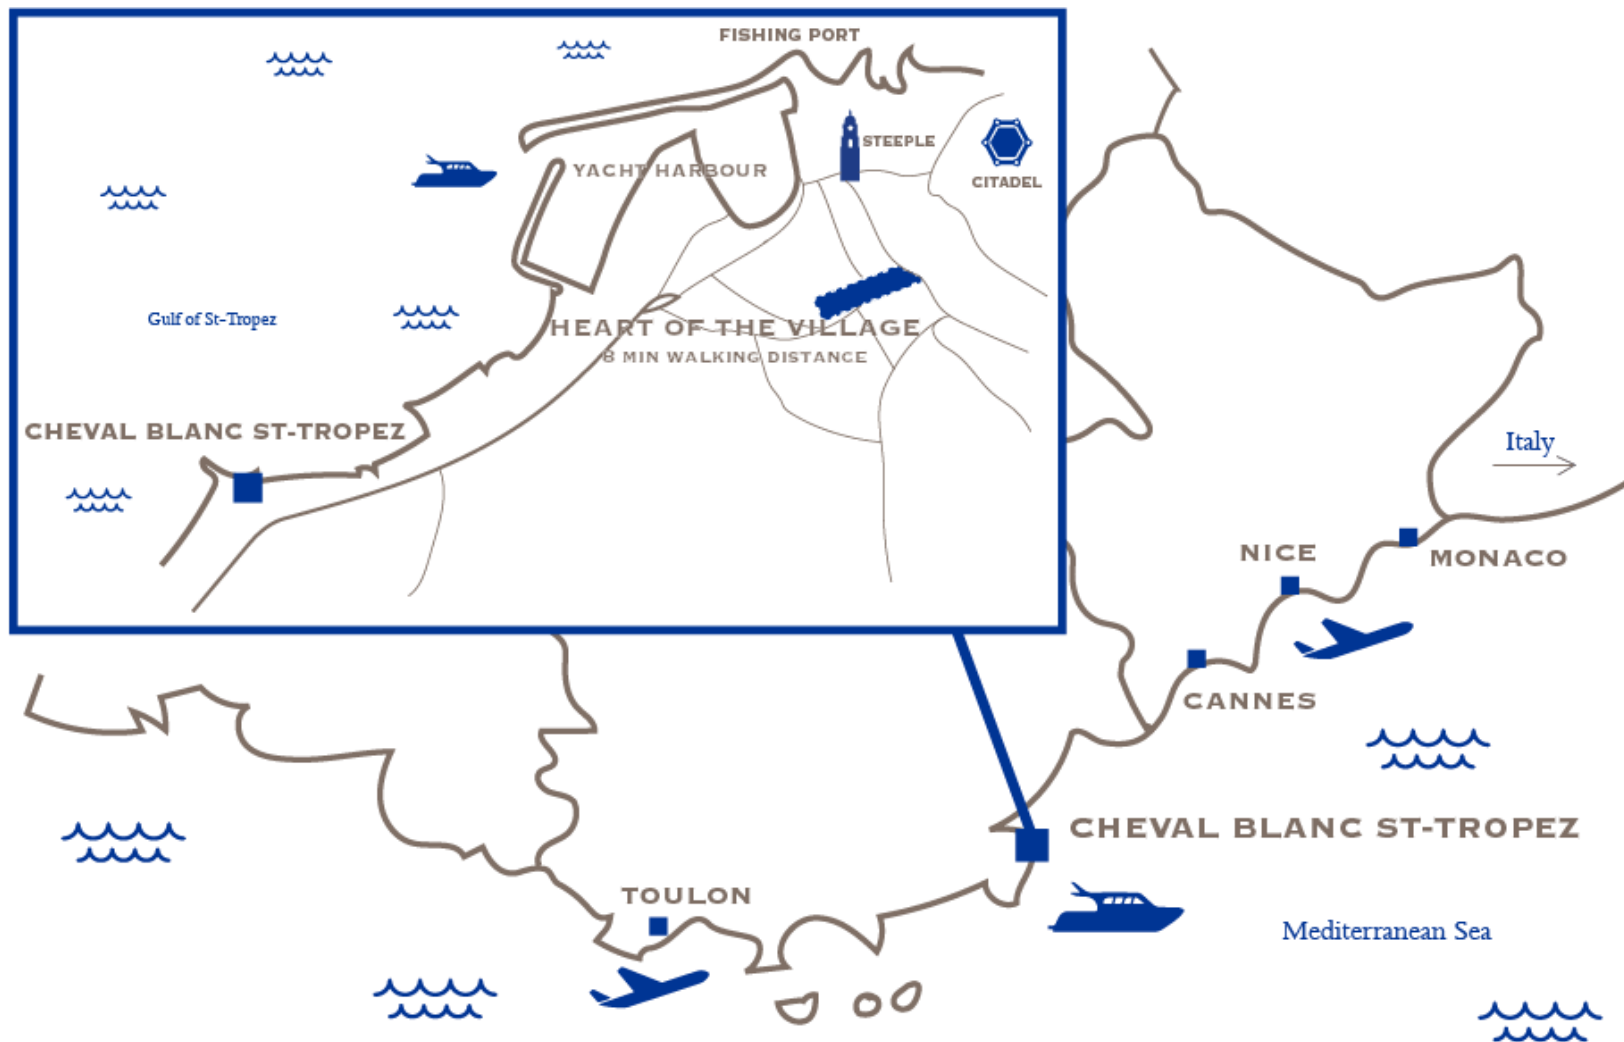 FISHING PORT
STEEPLE
YACHT HARBOUR
CITADEL
Gulf of St-Tropez
HEART OF THE VILLAGE
8 MIN WALKING DISTANCE
CHEVAL BLANC ST-TROPEZ
Italy
NICE
MONACO
CANNES
CHEVAL BLANC ST-TROPEZ
TOULON
Mediterranean Sea